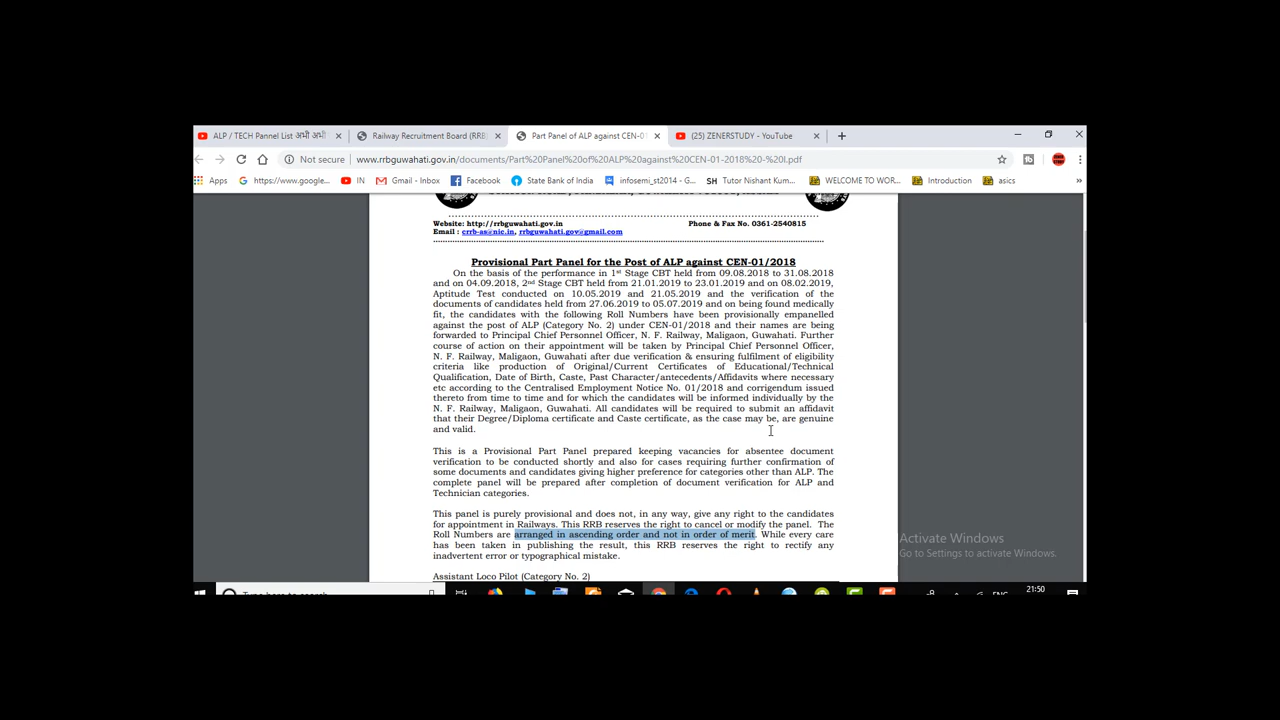 ALP / TECH Pannel List अभी अभी
Railway Recruitment Board (RRB)
Part Panel of ALP against CEN-01
(25) ZENERSTUDY - YouTube
Not secure
www.rrbguwahati.gov.in/documents/Part%20Panel%20of%20ALP%20against%20CEN-01-2018%20-%20I.pdf
Apps
https://www.google...
IN
Gmail - Inbox
Facebook
State Bank of India
infosemi_st2014 - G...
SH Tutor Nishant Kum...
WELCOME TO WOR...
Introduction
asics
Website: http://rrbguwahati.gov.in
Phone & Fax No. 0361-2540815
Email : crrb-as@nic.in, rrbguwahati.gov@gmail.com
Provisional Part Panel for the Post of ALP against CEN-01/2018
On the basis of the performance in 1st Stage CBT held from 09.08.2018 to 31.08.2018
and on 04.09.2018, 2nd Stage CBT held from 21.01.2019 to 23.01.2019 and on 08.02.2019,
Aptitude Test conducted on 10.05.2019 and 21.05.2019 and the verification of the
documents of candidates held from 27.06.2019 to 05.07.2019 and on being found medically
fit, the candidates with the following Roll Numbers have been provisionally empanelled
against the post of ALP (Category No. 2) under CEN-01/2018 and their names are being
forwarded to Principal Chief Personnel Officer, N. F. Railway, Maligaon, Guwahati. Further
course of action on their appointment will be taken by Principal Chief Personnel Officer,
N. F. Railway, Maligaon, Guwahati after due verification & ensuring fulfilment of eligibility
criteria like production of Original/Current Certificates of Educational/Technical
Qualification, Date of Birth, Caste, Past Character/antecedents/Affidavits where necessary
etc according to the Centralised Employment Notice No. 01/2018 and corrigendum issued
thereto from time to time and for which the candidates will be informed individually by the
N. F. Railway, Maligaon, Guwahati. All candidates will be required to submit an affidavit
that their Degree/Diploma certificate and Caste certificate, as the case may be, are genuine
and valid.
This is a Provisional Part Panel prepared keeping vacancies for absentee document
verification to be conducted shortly and also for cases requiring further confirmation of
some documents and candidates giving higher preference for categories other than ALP. The
complete panel will be prepared after completion of document verification for ALP and
Technician categories.
This panel is purely provisional and does not, in any way, give any right to the candidates
for appointment in Railways. This RRB reserves the right to cancel or modify the panel. The
Roll Numbers are arranged in ascending order and not in order of merit. While every care
has been taken in publishing the result, this RRB reserves the right to rectify any
inadvertent error or typographical mistake.
Assistant Loco Pilot (Category No. 2)
Activate Windows
Go to Settings to activate Windows.
21:50